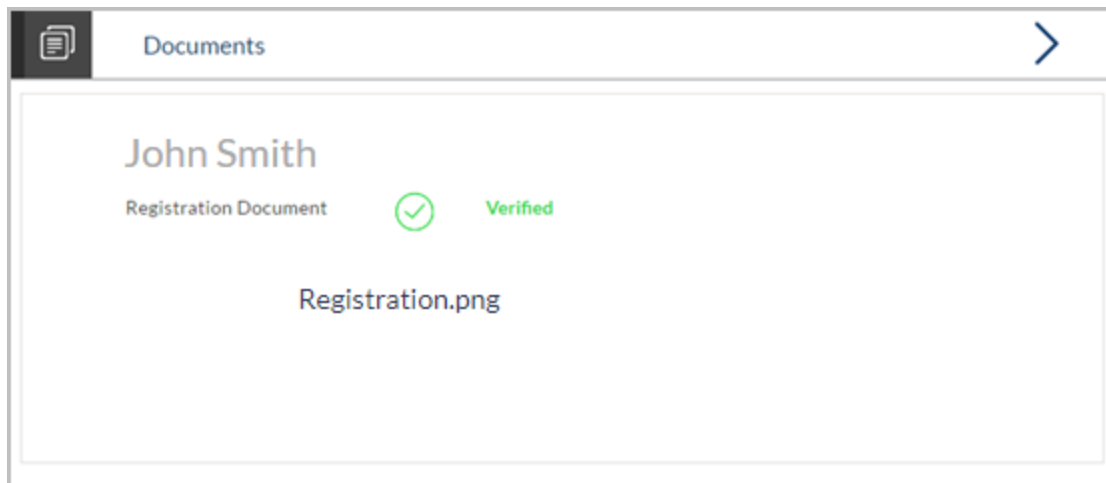 Documents
John Smith
Registration Document Verified
Registration.png